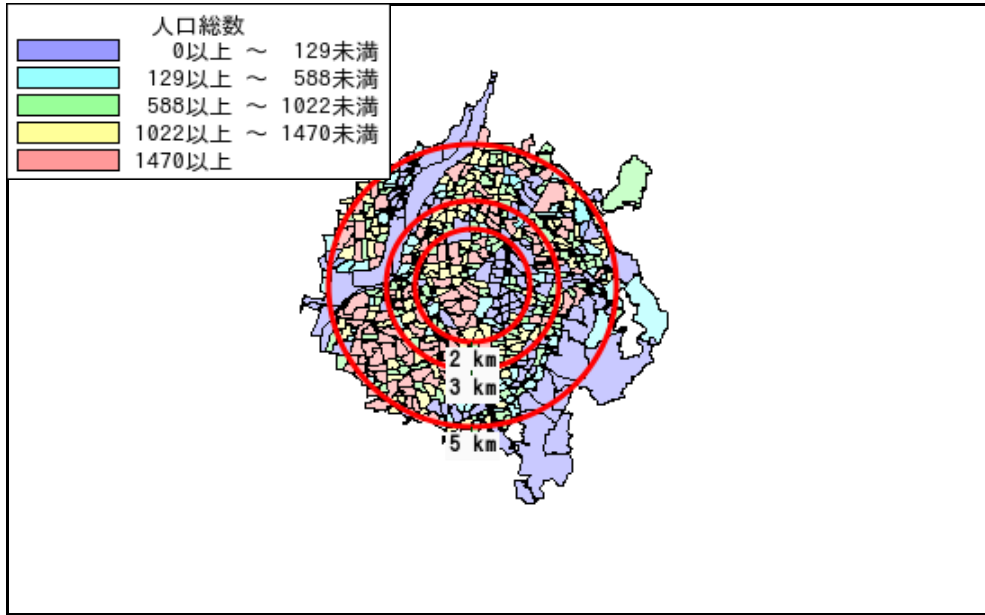 人口総数
0以上 ～ 129未満
129以上 ～ 588未満
588以上 ～ 1022未満
1022以上 ～ 1470未満
1470以上
2 km
3 km
5 km